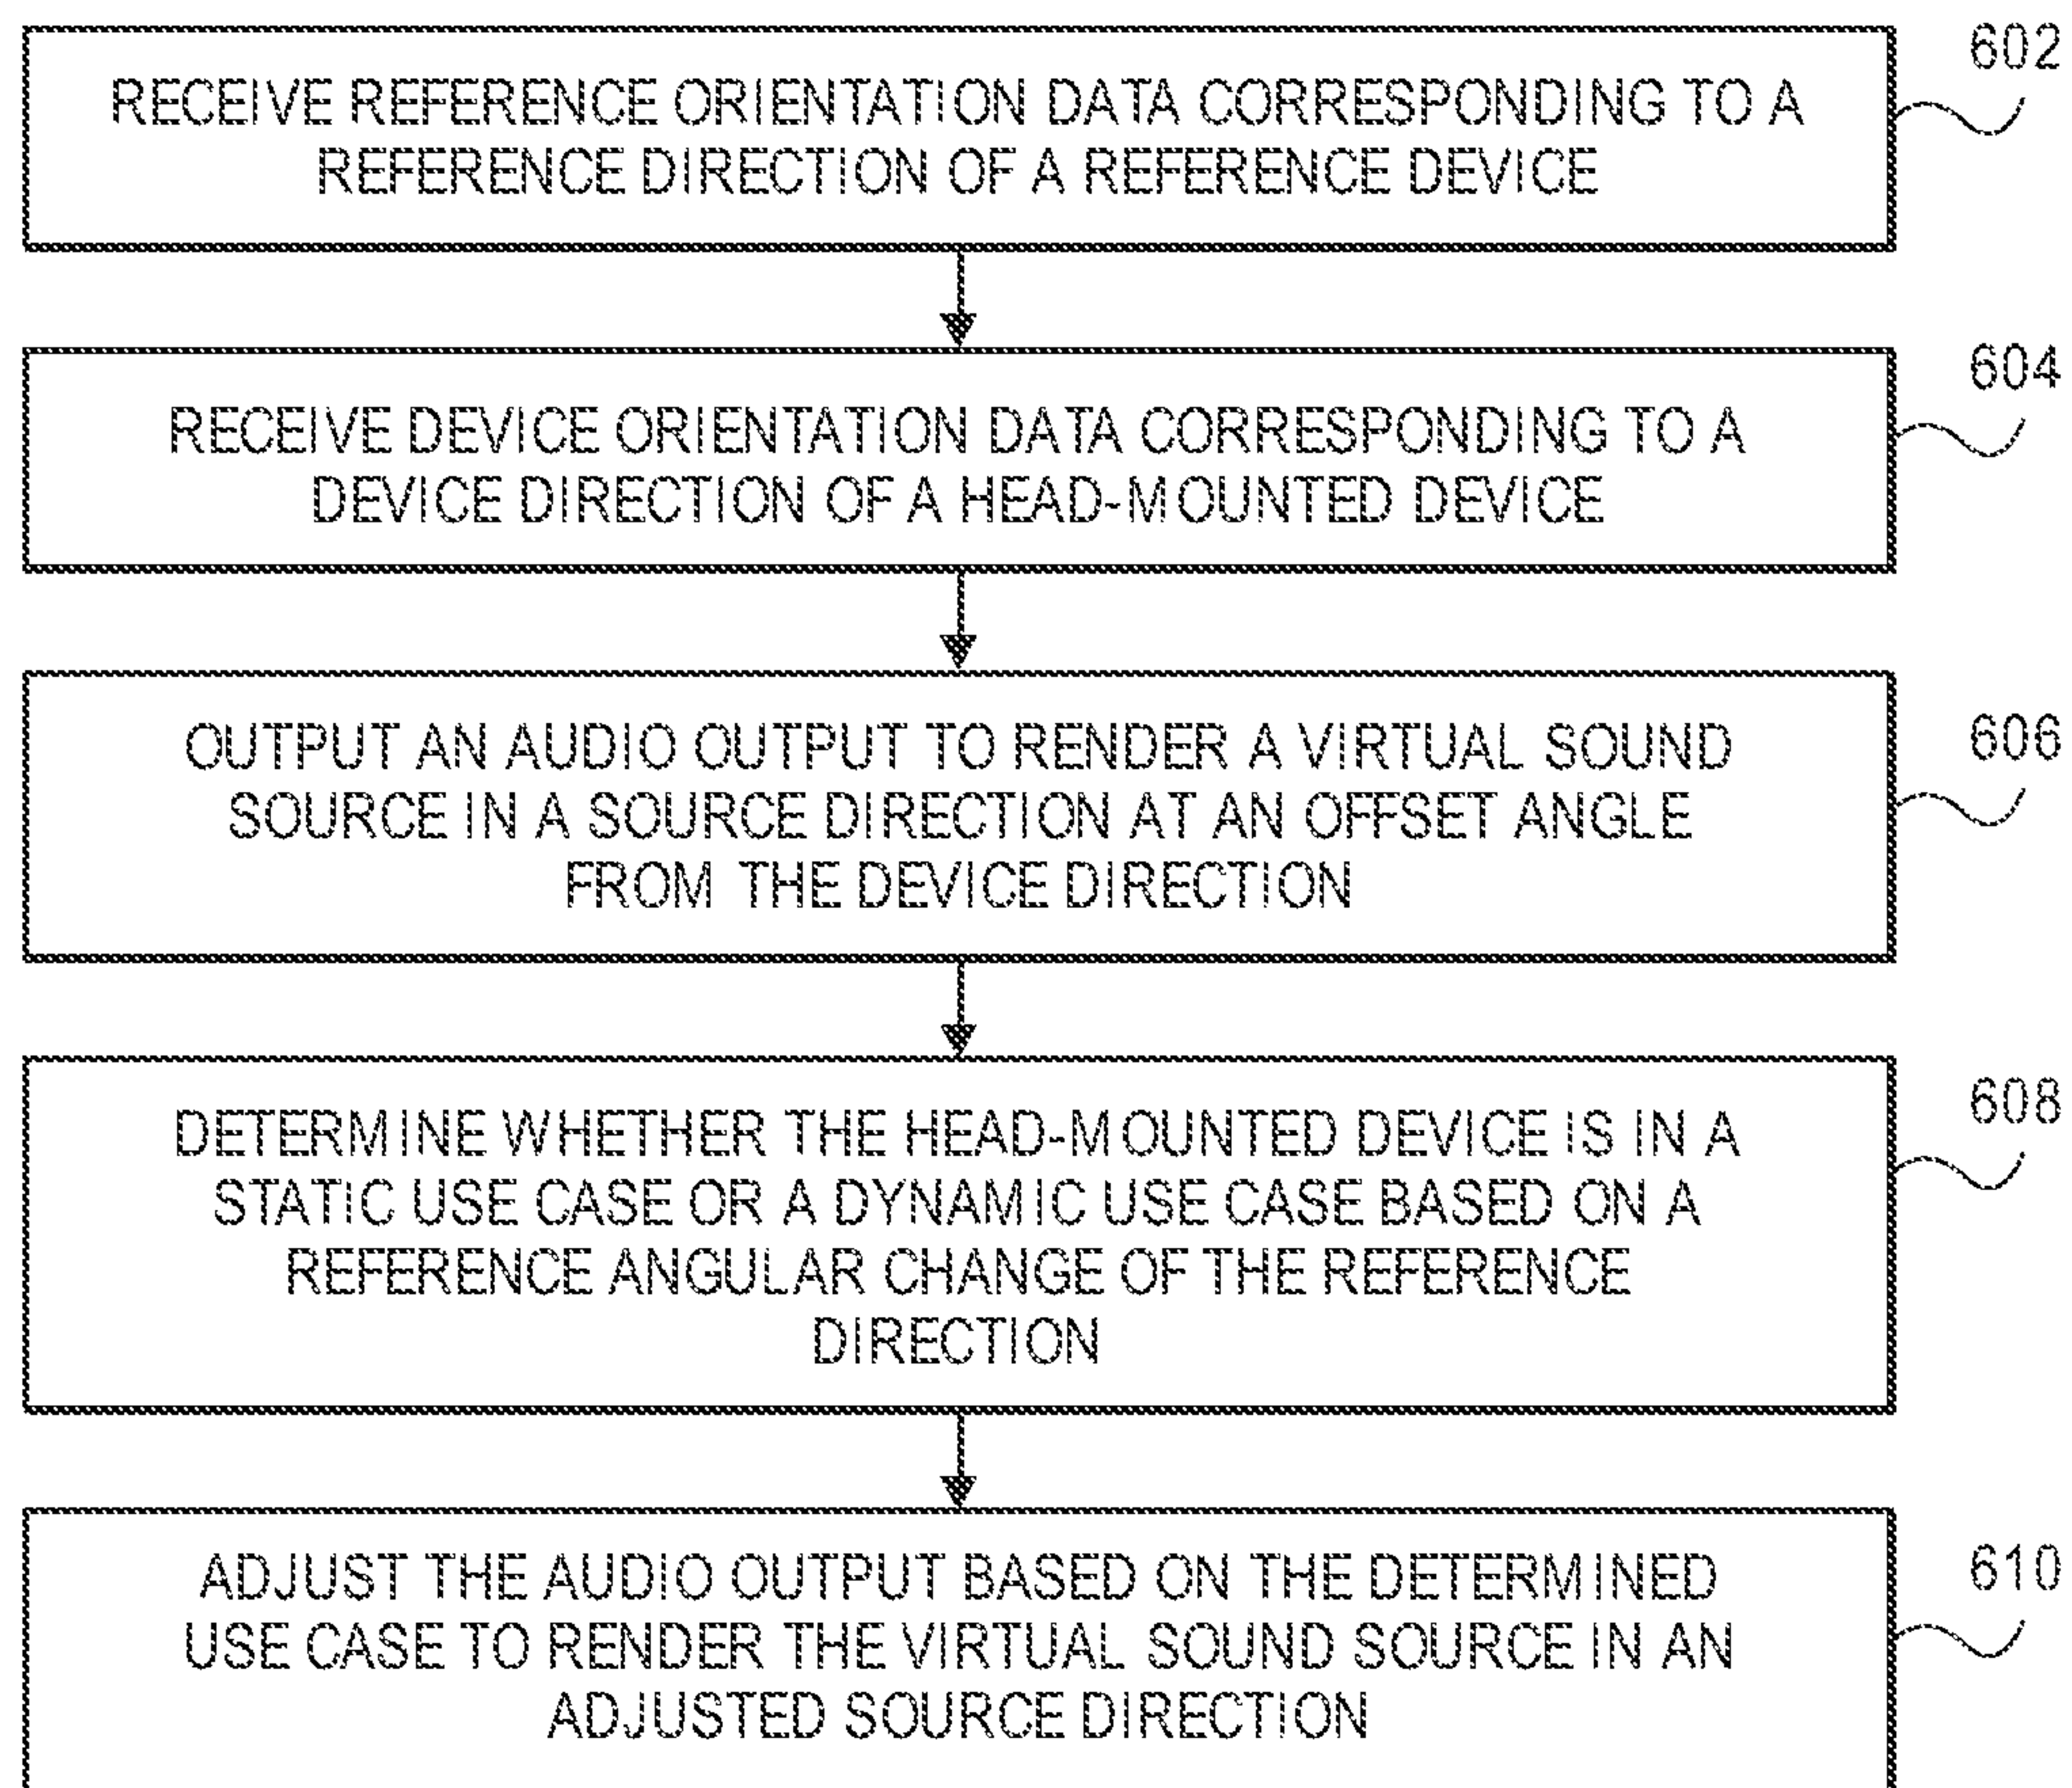 602
RECEIVE REFERENCE ORIENTATION DATA CORRESPONDING TO A
REFERENCE DIRECTION OF A REFERENCE DEVICE
604
RECEIVE DEVICE ORIENTATION DATA CORRESPONDING TO A
DEVICE DIRECTION OF A HEAD-MOUNTED DEVICE
606
OUTPUT AN AUDIO OUTPUT TO RENDER A VIRTUAL SOUND
SOURCE IN A SOURCE DIRECTION AT AN OFFSET ANGLE
FROM THE DEVICE DIRECTION
608
DETERMINE WHETHER THE HEAD-MOUNTED DEVICE IS IN A
STATIC USE CASE OR A DYNAMIC USE CASE BASED ON A
REFERENCE ANGULAR CHANGE OF THE REFERENCE
DIRECTION
610
ADJUST THE AUDIO OUTPUT BASED ON THE DETERMINED
USE CASE TO RENDER THE VIRTUAL SOUND SOURCE IN AN
ADJUSTED SOURCE DIRECTION